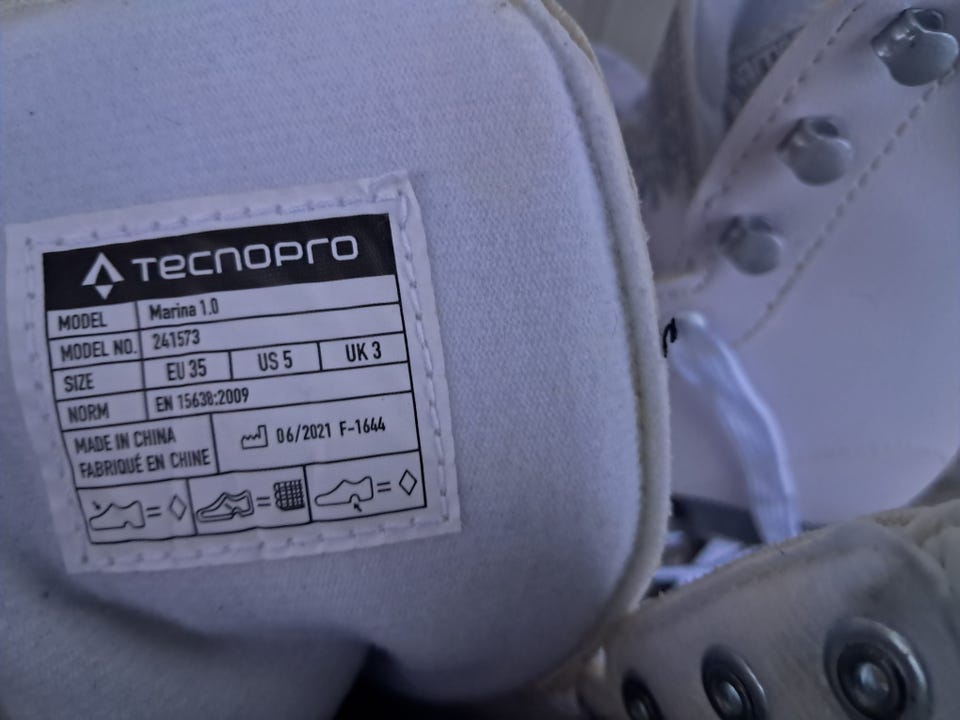 TECNOPRO
MODEL Marina 1.0
MODEL NO. 241573
SIZE EU 35 US 5 UK 3
NORM EN 15638:2009
MADE IN CHINA
FABRIQUÉ EN CHINE
06/2021 F-1644